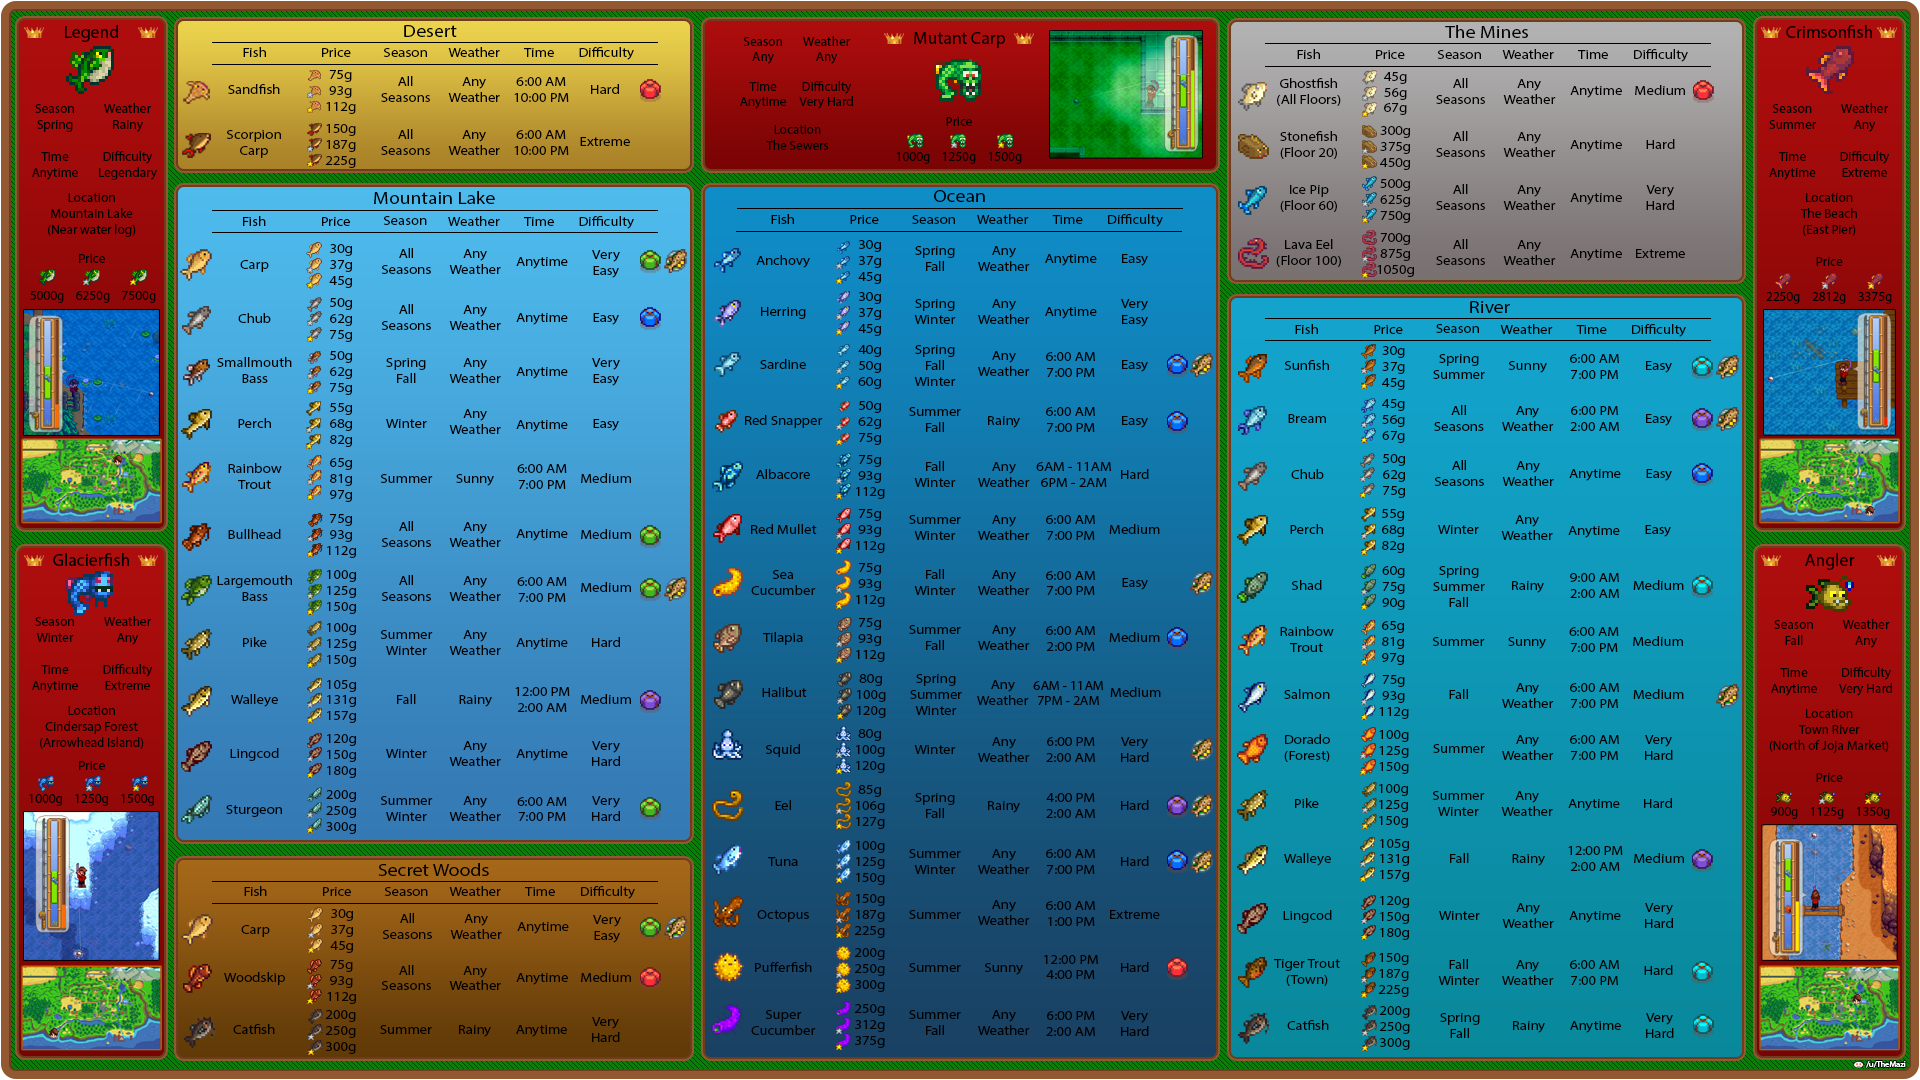 Legend
Season Weather
Spring Rainy
Time Difficulty
Anytime Legendary
Location
Mountain Lake
(Near water log)
Price
5000g 6250g 7500g
Glacierfish
Season Weather
Winter Any
Time Difficulty
Anytime Extreme
Location
Cindersap Forest
(Arrowhead Island)
Price
1000g 1250g 1500g
Desert
Fish Price Season Weather Time Difficulty
Sandfish 75g 93g 112g All Seasons Any Weather 6:00 AM 10:00 PM Hard
Scorpion Carp 150g 187g 225g All Seasons Any Weather 6:00 AM 10:00 PM Extreme
Mountain Lake
Fish Price Season Weather Time Difficulty
Carp 30g 37g 45g All Seasons Any Weather Anytime Very Easy
Chub 50g 62g 75g All Seasons Any Weather Anytime Easy
Smallmouth Bass 50g 62g 75g Spring Fall Any Weather Anytime Very Easy
Perch 55g 68g 82g Winter Any Weather Anytime Easy
Rainbow Trout 65g 81g 97g Summer Sunny 6:00 AM 7:00 PM Medium
Bullhead 75g 93g 112g All Seasons Any Weather Anytime Medium
Largemouth Bass 100g 125g 150g All Seasons Any Weather 6:00 AM 7:00 PM Medium
Pike 100g 125g 150g Summer Winter Any Weather Anytime Hard
Walleye 105g 131g 157g Fall Rainy 12:00 PM 2:00 AM Medium
Lingcod 120g 150g 180g Winter Any Weather Anytime Very Hard
Sturgeon 200g 250g 300g Summer Winter Any Weather 6:00 AM 7:00 PM Very Hard
Secret Woods
Fish Price Season Weather Time Difficulty
Carp 30g 37g 45g All Seasons Any Weather Anytime Very Easy
Woodskip 75g 93g 112g All Seasons Any Weather Anytime Medium
Catfish 200g 250g 300g Summer Rainy Anytime Very Hard
Mutant Carp
Season Weather
Any Any
Time Difficulty
Anytime Very Hard
Location
The Sewers
Price
1000g 1250g 1500g
Ocean
Fish Price Season Weather Time Difficulty
Anchovy 30g 37g 45g Spring Fall Any Weather Anytime Easy
Herring 30g 37g 45g Spring Winter Any Weather Anytime Very Easy
Sardine 40g 50g 60g Spring Fall Winter Any Weather 6:00 AM 7:00 PM Easy
Red Snapper 50g 62g 75g Summer Fall Rainy 6:00 AM 7:00 PM Easy
Albacore 75g 93g 112g Fall Winter Any Weather 6AM - 11AM 6PM - 2AM Hard
Red Mullet 75g 93g 112g Summer Winter Any Weather 6:00 AM 7:00 PM Medium
Sea Cucumber 75g 93g 112g Fall Winter Any Weather 6:00 AM 7:00 PM Easy
Tilapia 75g 93g 112g Summer Fall Any Weather 6:00 AM 2:00 PM Medium
Halibut 80g 100g 120g Spring Summer Winter Any Weather 6AM - 11AM 7PM - 2AM Medium
Squid 80g 100g 120g Winter Any Weather 6:00 PM 2:00 AM Very Hard
Eel 85g 106g 127g Spring Fall Rainy 4:00 PM 2:00 AM Hard
Tuna 100g 125g 150g Summer Winter Any Weather 6:00 AM 7:00 PM Hard
Octopus 150g 187g 225g Summer Any Weather 6:00 AM 1:00 PM Extreme
Pufferfish 200g 250g 300g Summer Sunny 12:00 PM 4:00 PM Hard
Super Cucumber 250g 312g 375g Summer Fall Any Weather 6:00 PM 2:00 AM Very Hard
The Mines
Fish Price Season Weather Time Difficulty
Ghostfish (All Floors) 45g 56g 67g All Seasons Any Weather Anytime Medium
Stonefish (Floor 20) 300g 375g 450g All Seasons Any Weather Anytime Hard
Ice Pip (Floor 60) 500g 625g 750g All Seasons Any Weather Anytime Very Hard
Lava Eel (Floor 100) 700g 875g 1050g All Seasons Any Weather Anytime Extreme
River
Fish Price Season Weather Time Difficulty
Sunfish 30g 37g 45g Spring Summer Sunny 6:00 AM 7:00 PM Easy
Bream 45g 56g 67g All Seasons Any Weather 6:00 PM 2:00 AM Easy
Chub 50g 62g 75g All Seasons Any Weather Anytime Easy
Perch 55g 68g 82g Winter Any Weather Anytime Easy
Shad 60g 75g 90g Spring Summer Fall Rainy 9:00 AM 2:00 AM Medium
Rainbow Trout 65g 81g 97g Summer Sunny 6:00 AM 7:00 PM Medium
Salmon 75g 93g 112g Fall Any Weather 6:00 AM 7:00 PM Medium
Dorado (Forest) 100g 125g 150g Summer Any Weather 6:00 AM 7:00 PM Very Hard
Pike 100g 125g 150g Summer Winter Any Weather Anytime Hard
Walleye 105g 131g 157g Fall Rainy 12:00 PM 2:00 AM Medium
Lingcod 120g 150g 180g Winter Any Weather Anytime Very Hard
Tiger Trout (Town) 150g 187g 225g Fall Winter Any Weather 6:00 AM 7:00 PM Hard
Catfish 200g 250g 300g Spring Fall Rainy Anytime Very Hard
Crimsonfish
Season Weather
Summer Any
Time Difficulty
Anytime Extreme
Location
The Beach
(East Pier)
Price
2250g 2812g 3375g
Angler
Season Weather
Fall Any
Time Difficulty
Anytime Very Hard
Location
Town River
(North of Joja Market)
Price
900g 1125g 1350g
/u/TheMazi